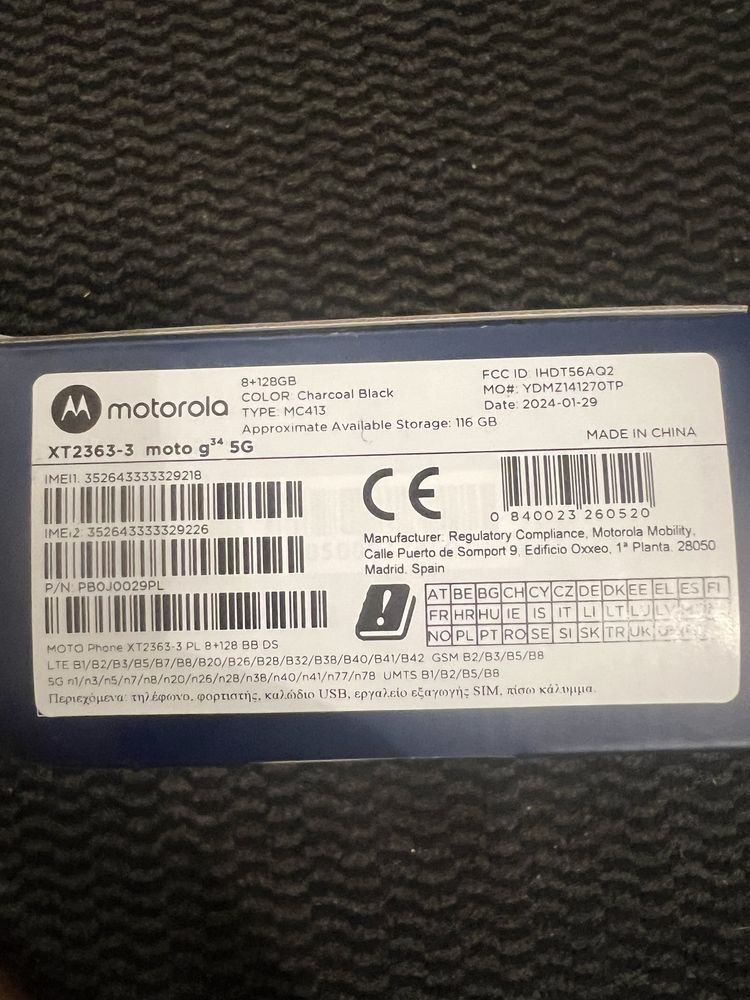 motorola
8+128GB
COLOR: Charcoal Black
TYPE: MC413
Approximate Available Storage: 116 GB
FCC ID: IHDT56AQ2
MO#: YDMZ141270TP
Date: 2024-01-29
XT2363-3 moto g³⁴ 5G
MADE IN CHINA
IMEI1: 352643333329218
IMEI2: 352643333329226
P/N: PB0J0029PL
CE
0 840023 260520
Manufacturer: Regulatory Compliance, Motorola Mobility,
Calle Puerto de Somport 9, Edificio Oxxeo, 1ª Planta. 28050
Madrid. Spain
AT BE BG CH CY CZ DE DK EE EL ES FI
FR HR HU IE IS IT LI LT LU LV
NO PL PT RO SE SI SK TR UK
MOTO Phone XT2363-3 PL 8+128 BB DS
LTE B1/B2/B3/B5/B7/B8/B20/B26/B28/B32/B38/B40/B41/B42 GSM B2/B3/B5/B8
5G n1/n3/n5/n7/n8/n20/n26/n28/n38/n40/n41/n77/n78 UMTS B1/B2/B5/B8
Περιεχόμενα: τηλέφωνο, φορτιστής, καλώδιο USB, εργαλείο εξαγωγής SIM, πίσω κάλυμμα.